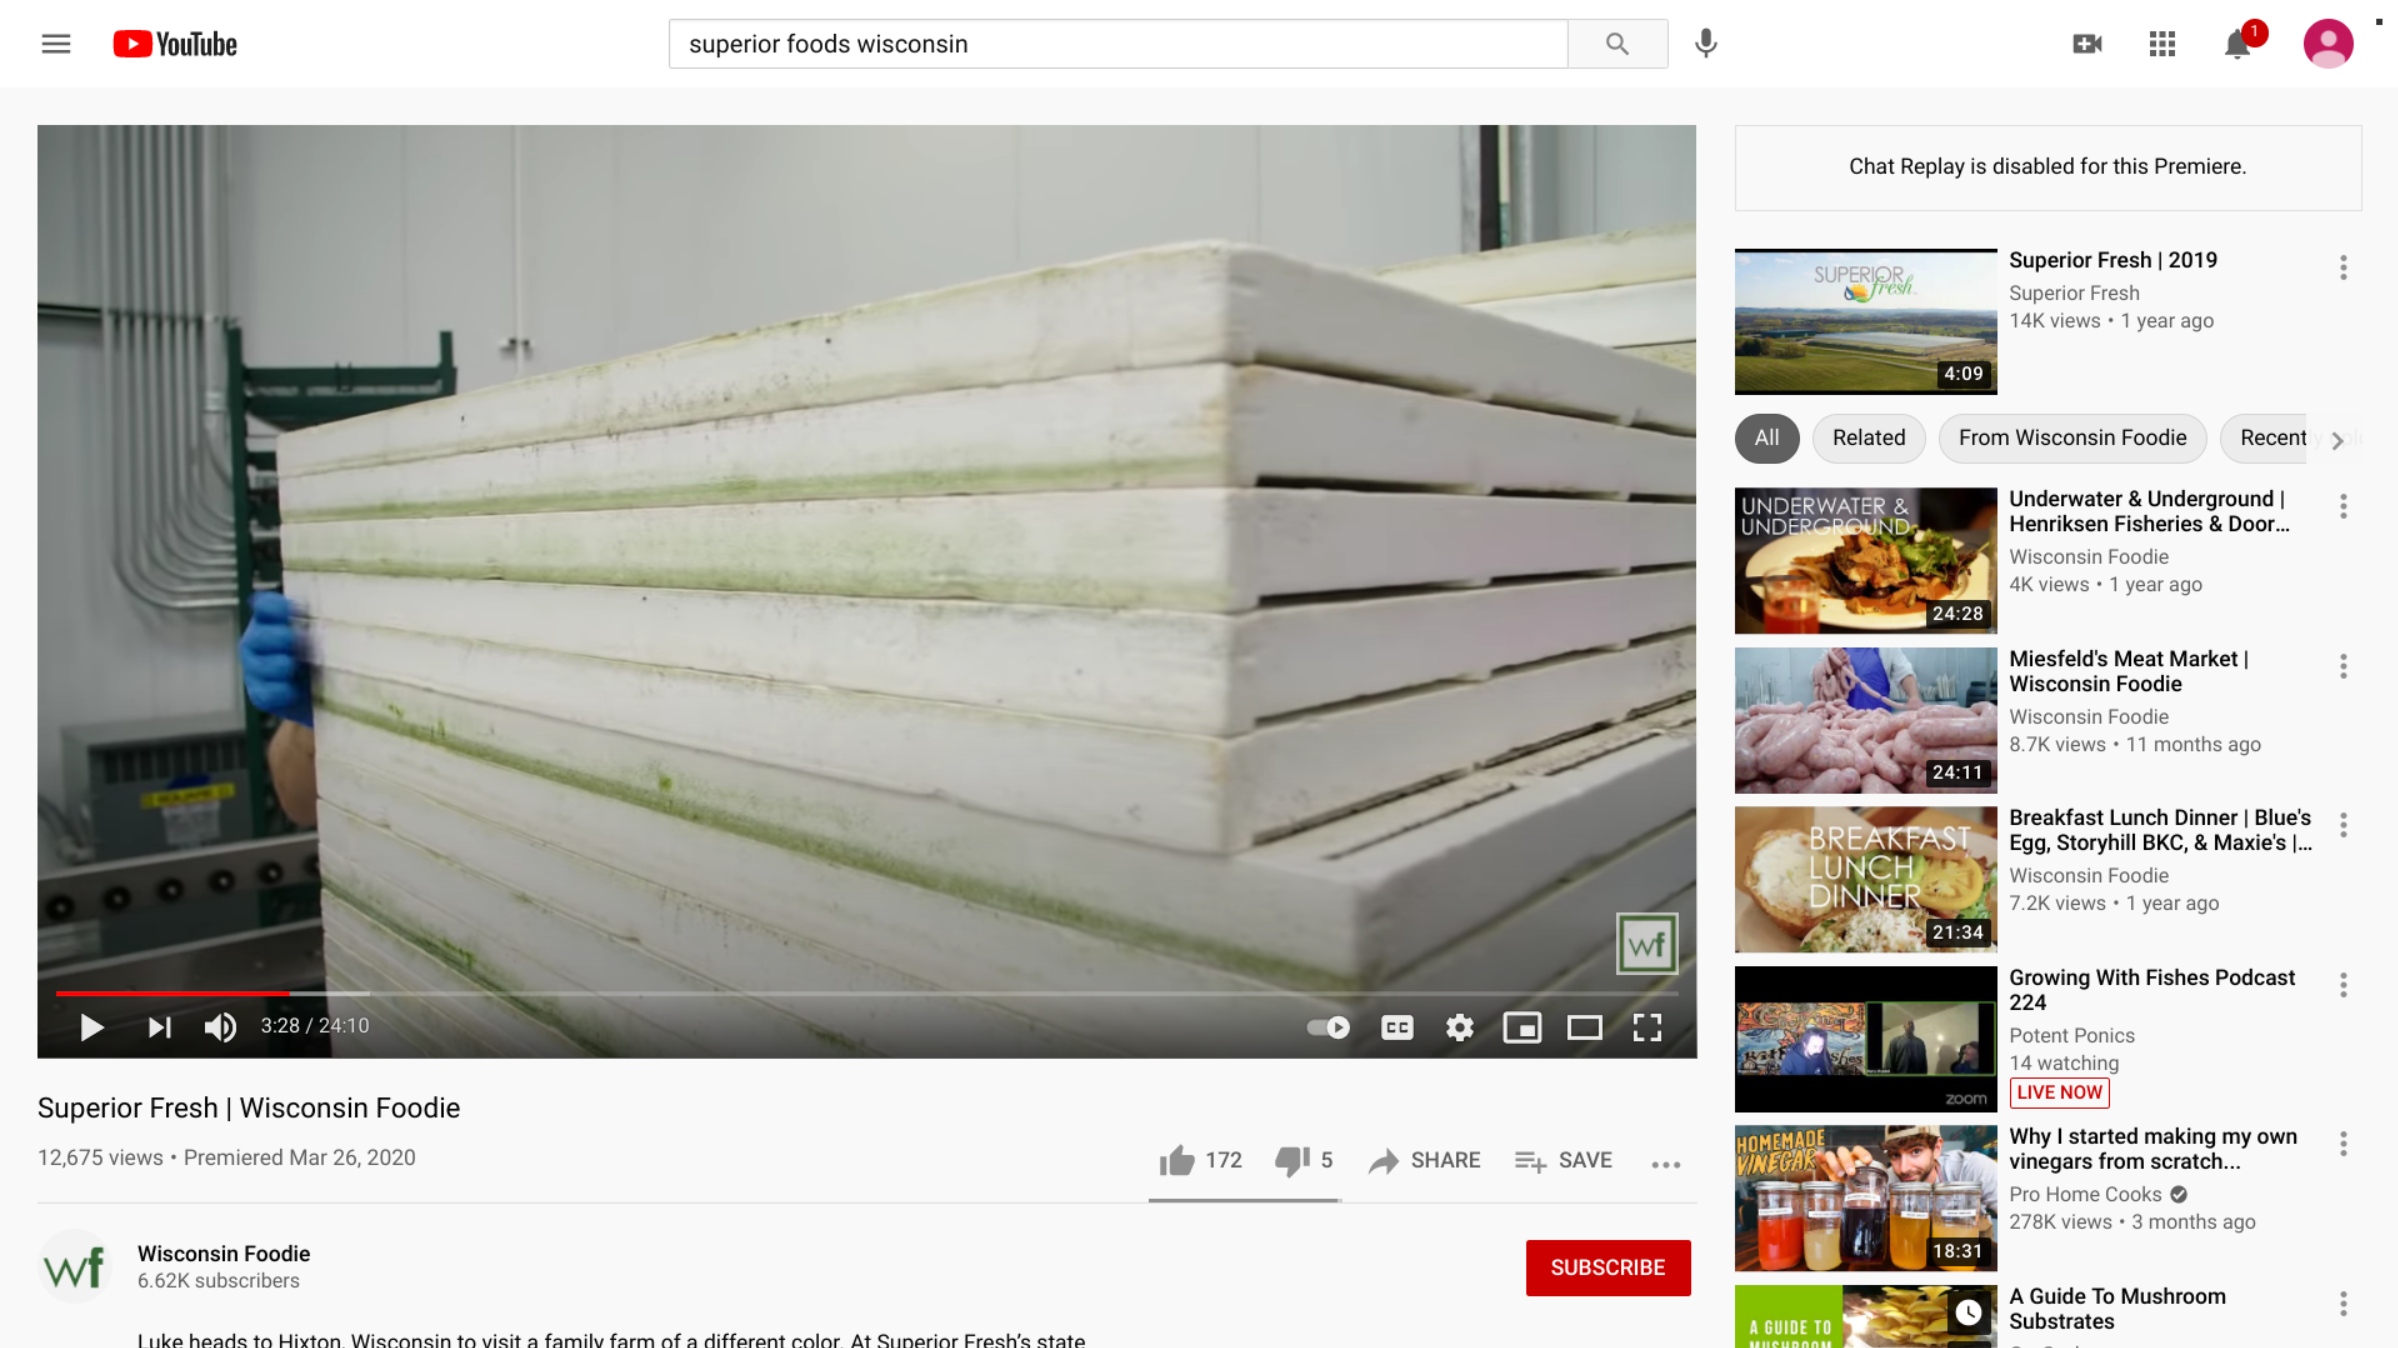 YouTube
superior foods wisconsin
1
Chat Replay is disabled for this Premiere.
SUPERIOR
fresh
4:09
Superior Fresh | 2019
Superior Fresh
14K views • 1 year ago
All
Related
From Wisconsin Foodie
Recently
UNDERWATER &
UNDERGROUND
24:28
Underwater & Underground |
Henriksen Fisheries & Door...
Wisconsin Foodie
4K views • 1 year ago
24:11
Miesfeld's Meat Market |
Wisconsin Foodie
Wisconsin Foodie
8.7K views • 11 months ago
BREAKFAST
LUNCH
DINNER
21:34
Breakfast Lunch Dinner | Blue's
Egg, Storyhill BKC, & Maxie's |...
Wisconsin Foodie
7.2K views • 1 year ago
zoom
Growing With Fishes Podcast
224
Potent Ponics
14 watching
LIVE NOW
HOMEMADE
VINEGAR
18:31
Why I started making my own
vinegars from scratch...
Pro Home Cooks
278K views • 3 months ago
A GUIDE TO
MUSHROOM
A Guide To Mushroom
Substrates
wf
3:28 / 24:10
CC
Superior Fresh | Wisconsin Foodie
12,675 views • Premiered Mar 26, 2020
172
5
SHARE
SAVE
wf
Wisconsin Foodie
6.62K subscribers
SUBSCRIBE
Luke heads to Hixton, Wisconsin to visit a family farm of a different color. At Superior Fresh's state